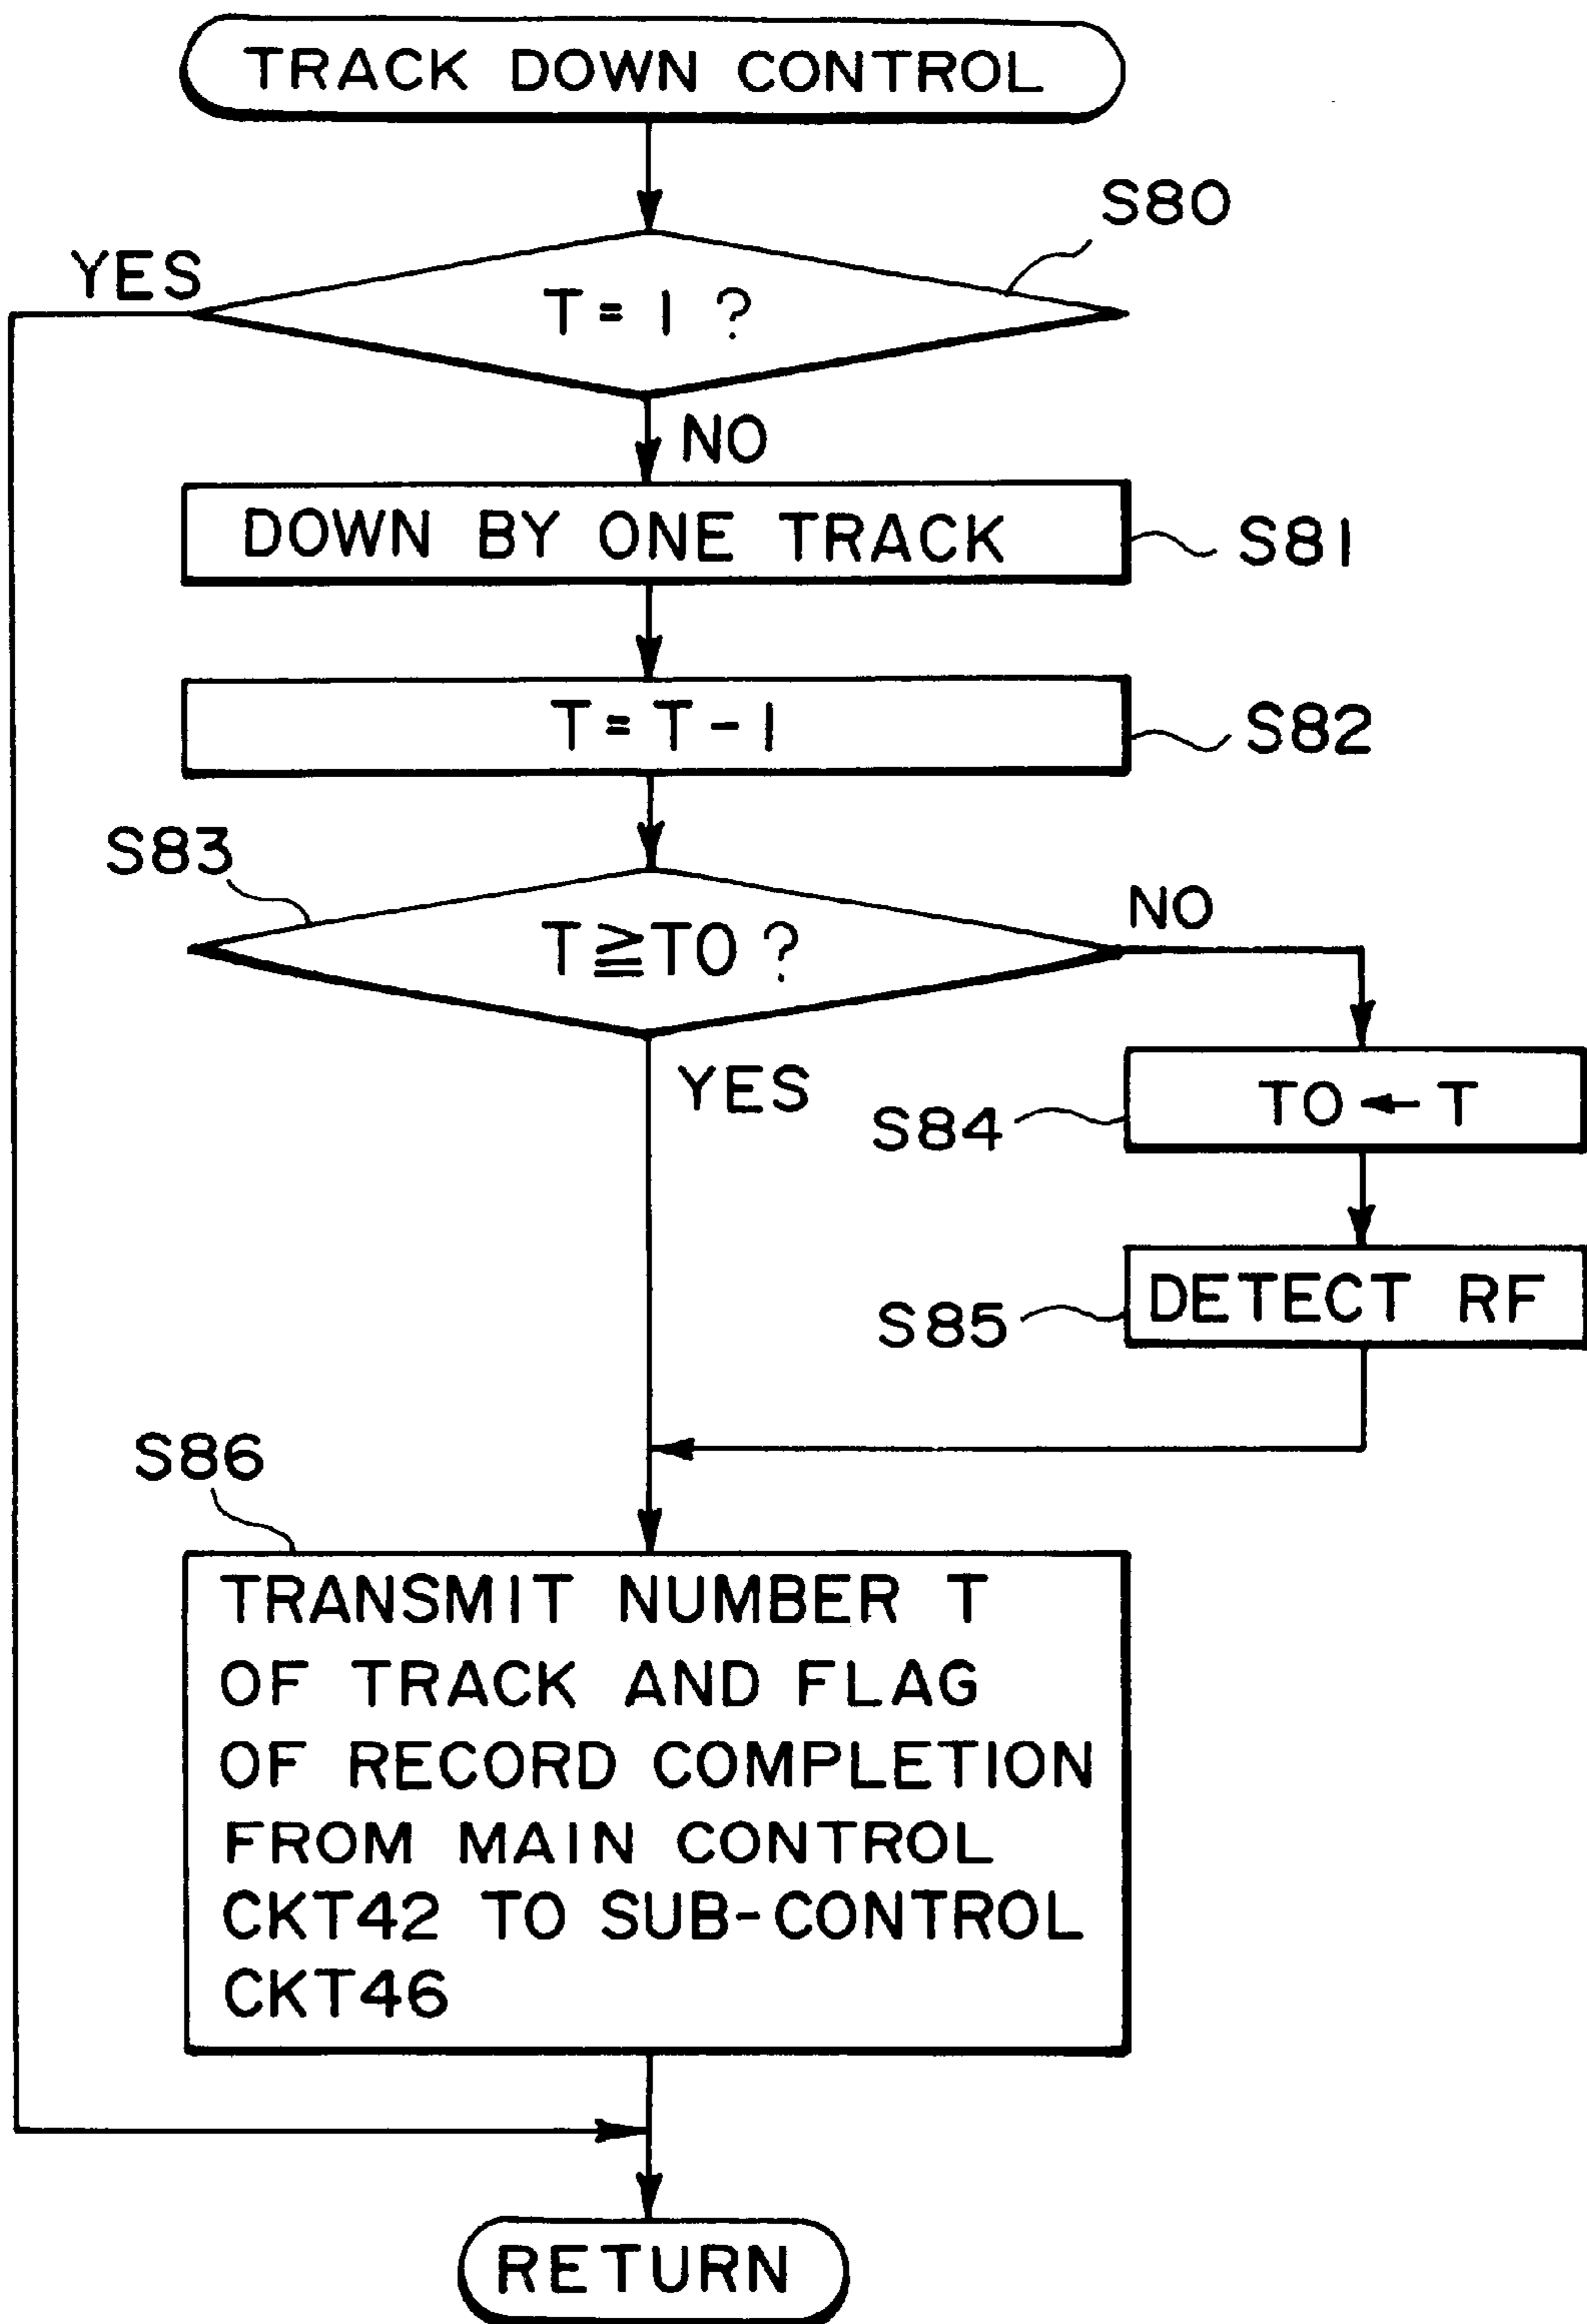 TRACK DOWN CONTROL
S80
YES
T = 1 ?
NO
DOWN BY ONE TRACK
S81
T = T - 1
S82
S83
NO
T ≧ TO ?
YES
TO ← T
S84
DETECT RF
S85
S86
TRANSMIT NUMBER T
OF TRACK AND FLAG
OF RECORD COMPLETION
FROM MAIN CONTROL
CKT42 TO SUB-CONTROL
CKT46
RETURN